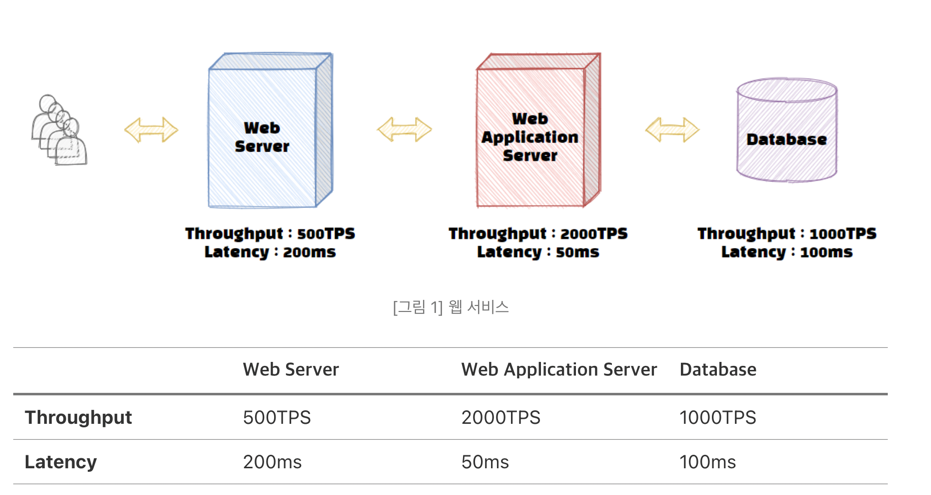 Web
Server
Web
Application
Server
Database
Throughput : 500TPS
Latency : 200ms
Throughput : 2000TPS
Latency : 50ms
Throughput : 1000TPS
Latency : 100ms
[그림 1] 웹 서비스
Web Server Web Application Server Database
Throughput 500TPS 2000TPS 1000TPS
Latency 200ms 50ms 100ms